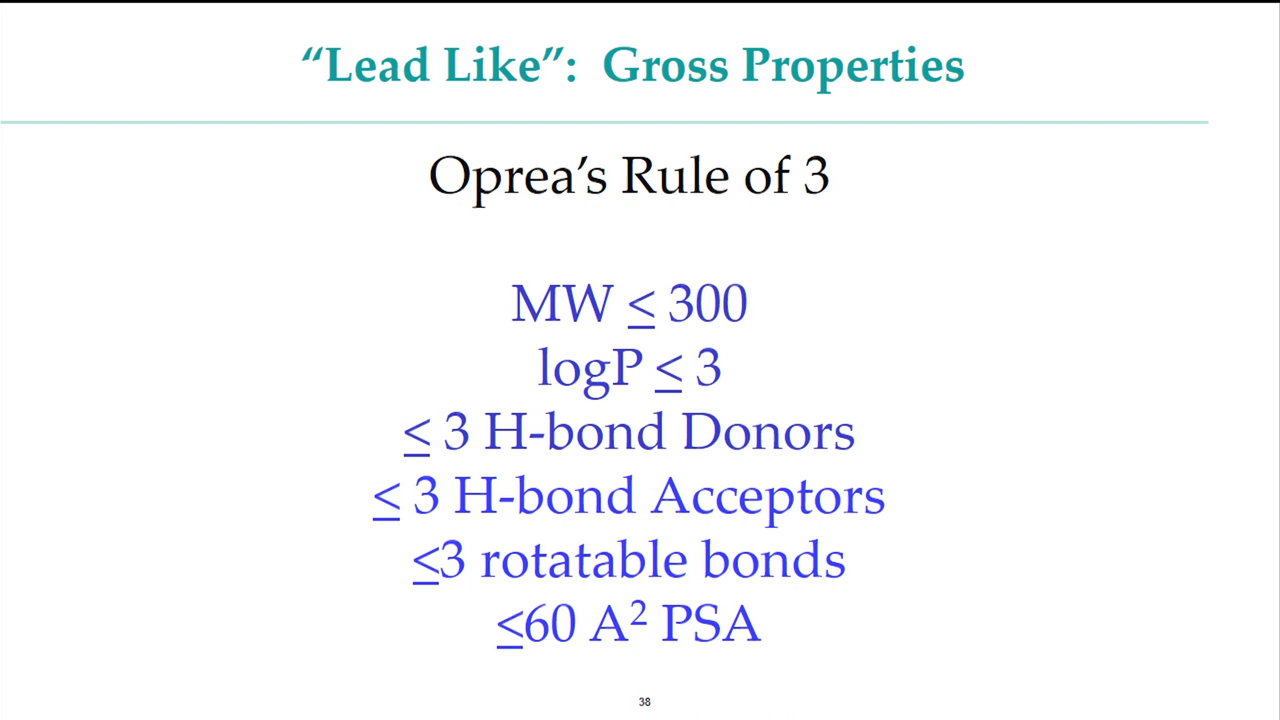 “Lead Like”:  Gross Properties
Oprea’s Rule of 3
MW ≤ 300
logP ≤ 3
≤ 3 H-bond Donors
≤ 3 H-bond Acceptors
≤3 rotatable bonds
≤60 A² PSA
38